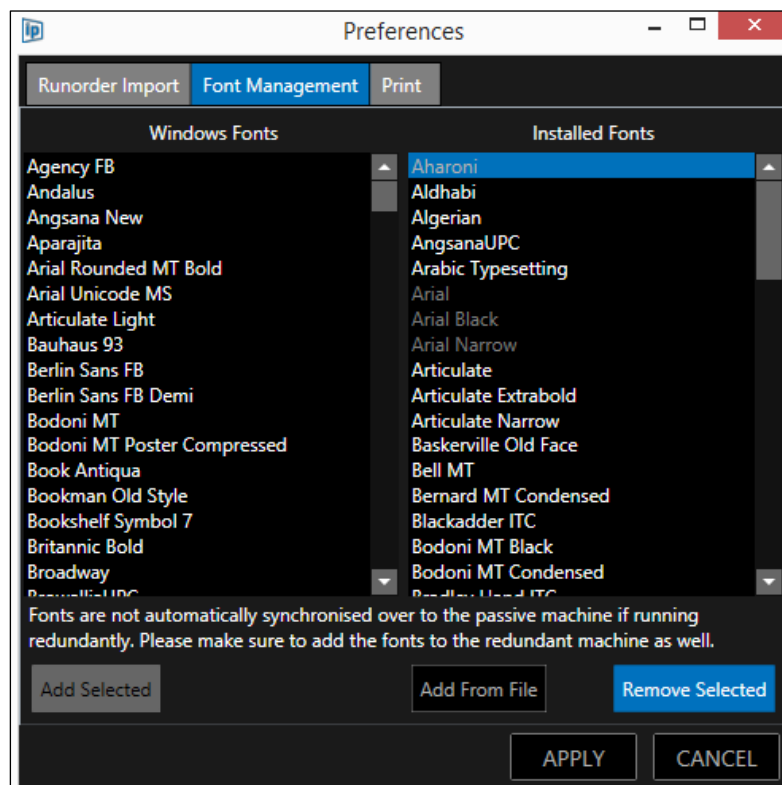 ip
Preferences
Runorder Import
Font Management
Print
Windows Fonts
Agency FB
Andalus
Angsana New
Aparajita
Arial Rounded MT Bold
Arial Unicode MS
Articulate Light
Bauhaus 93
Berlin Sans FB
Berlin Sans FB Demi
Bodoni MT
Bodoni MT Poster Compressed
Book Antiqua
Bookman Old Style
Bookshelf Symbol 7
Britannic Bold
Broadway
BrowalliaUPC
Installed Fonts
Aharoni
Aldhabi
Algerian
AngsanaUPC
Arabic Typesetting
Arial
Arial Black
Arial Narrow
Articulate
Articulate Extrabold
Articulate Narrow
Baskerville Old Face
Bell MT
Bernard MT Condensed
Blackadder ITC
Bodoni MT Black
Bodoni MT Condensed
Bradley Hand ITC
Fonts are not automatically synchronised over to the passive machine if running
redundantly. Please make sure to add the fonts to the redundant machine as well.
Add Selected
Add From File
Remove Selected
APPLY
CANCEL